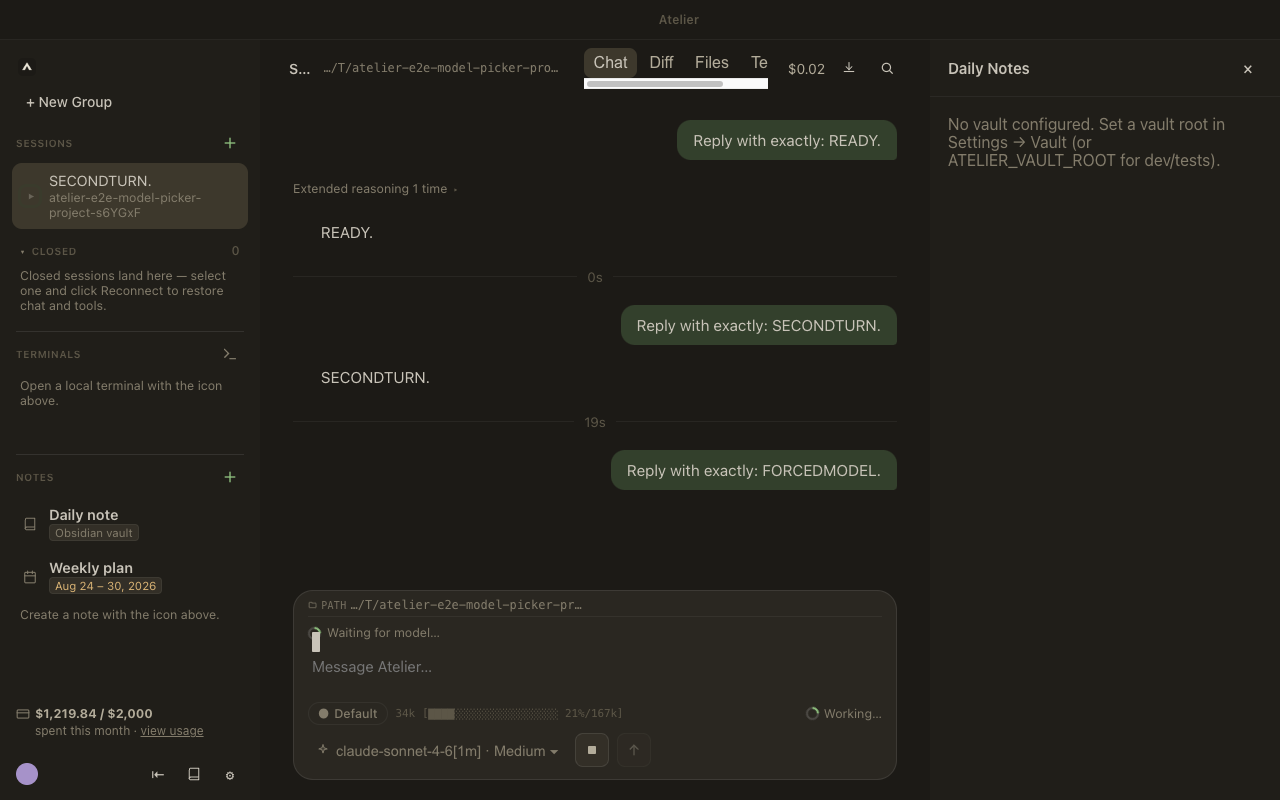 Atelier
+ New Group
SESSIONS
SECONDTURN.
atelier-e2e-model-picker-
project-s6YGxF
CLOSED 0
Closed sessions land here — select
one and click Reconnect to restore
chat and tools.
TERMINALS
Open a local terminal with the icon
above.
NOTES
Daily note
Obsidian vault
Weekly plan
Aug 24 – 30, 2026
Create a note with the icon above.
$1,219.84 / $2,000
spent this month · view usage
S... …/T/atelier-e2e-model-picker-pro… Chat Diff Files Te $0.02
Reply with exactly: READY.
Extended reasoning 1 time
READY.
0s
Reply with exactly: SECONDTURN.
SECONDTURN.
19s
Reply with exactly: FORCEDMODEL.
PATH …/T/atelier-e2e-model-picker-pr…
Waiting for model…
Message Atelier...
Default 34k [████░░░░░░░░░░░░░░░░] 21%/167k] Working…
claude-sonnet-4-6[1m] · Medium
Daily Notes
No vault configured. Set a vault root in
Settings → Vault (or
ATELIER_VAULT_ROOT for dev/tests).